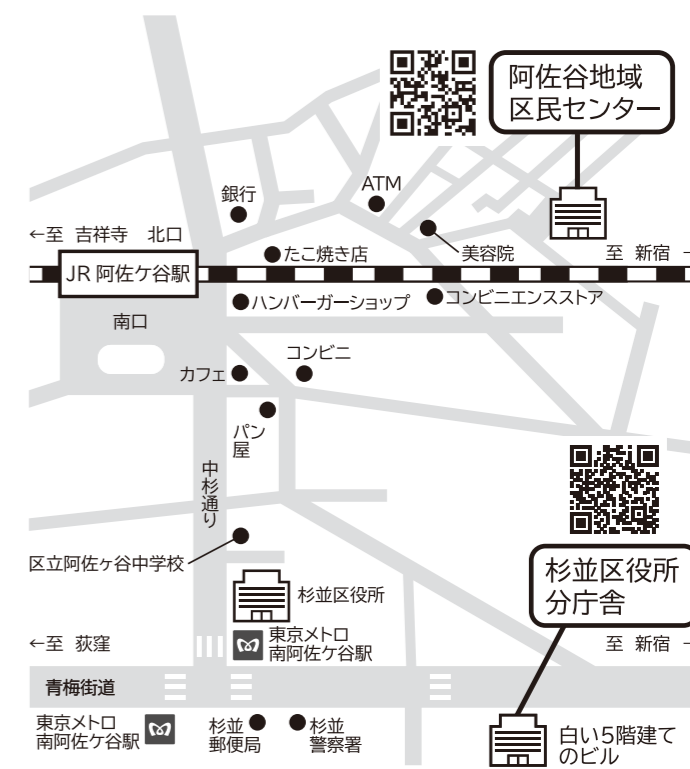 阿佐谷地域
区民センター
銀行
ATM
←至 吉祥寺
北口
たこ焼き店
美容院
至 新宿
JR 阿佐ケ谷駅
ハンバーガーショップ
コンビニエンスストア
南口
コンビニ
カフェ
パン
屋
中杉通り
区立阿佐ヶ谷中学校
杉並区役所
分庁舎
杉並区役所
東京メトロ
南阿佐ケ谷駅
←至 荻窪
至 新宿
青梅街道
東京メトロ
南阿佐ケ谷駅
杉並
郵便局
杉並
警察署
白い5階建て
のビル